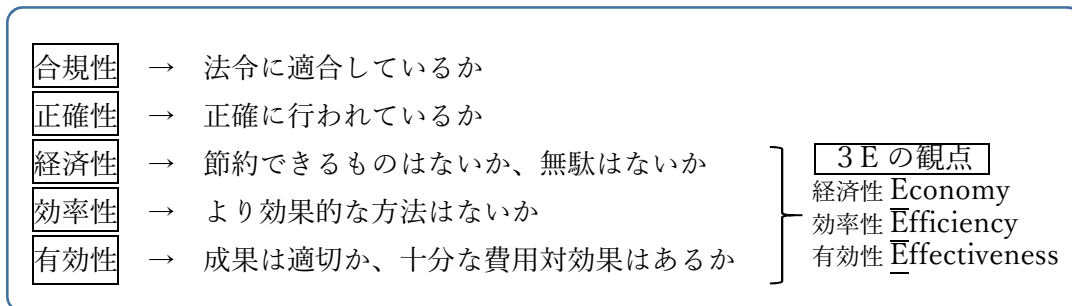 合規性 → 法令に適合しているか
正確性 → 正確に行われているか
経済性 → 節約できるものはないか、無駄はないか
効率性 → より効果的な方法はないか
有効性 → 成果は適切か、十分な費用対効果はあるか
３Ｅの観点
経済性 Economy
効率性 Efficiency
有効性 Effectiveness